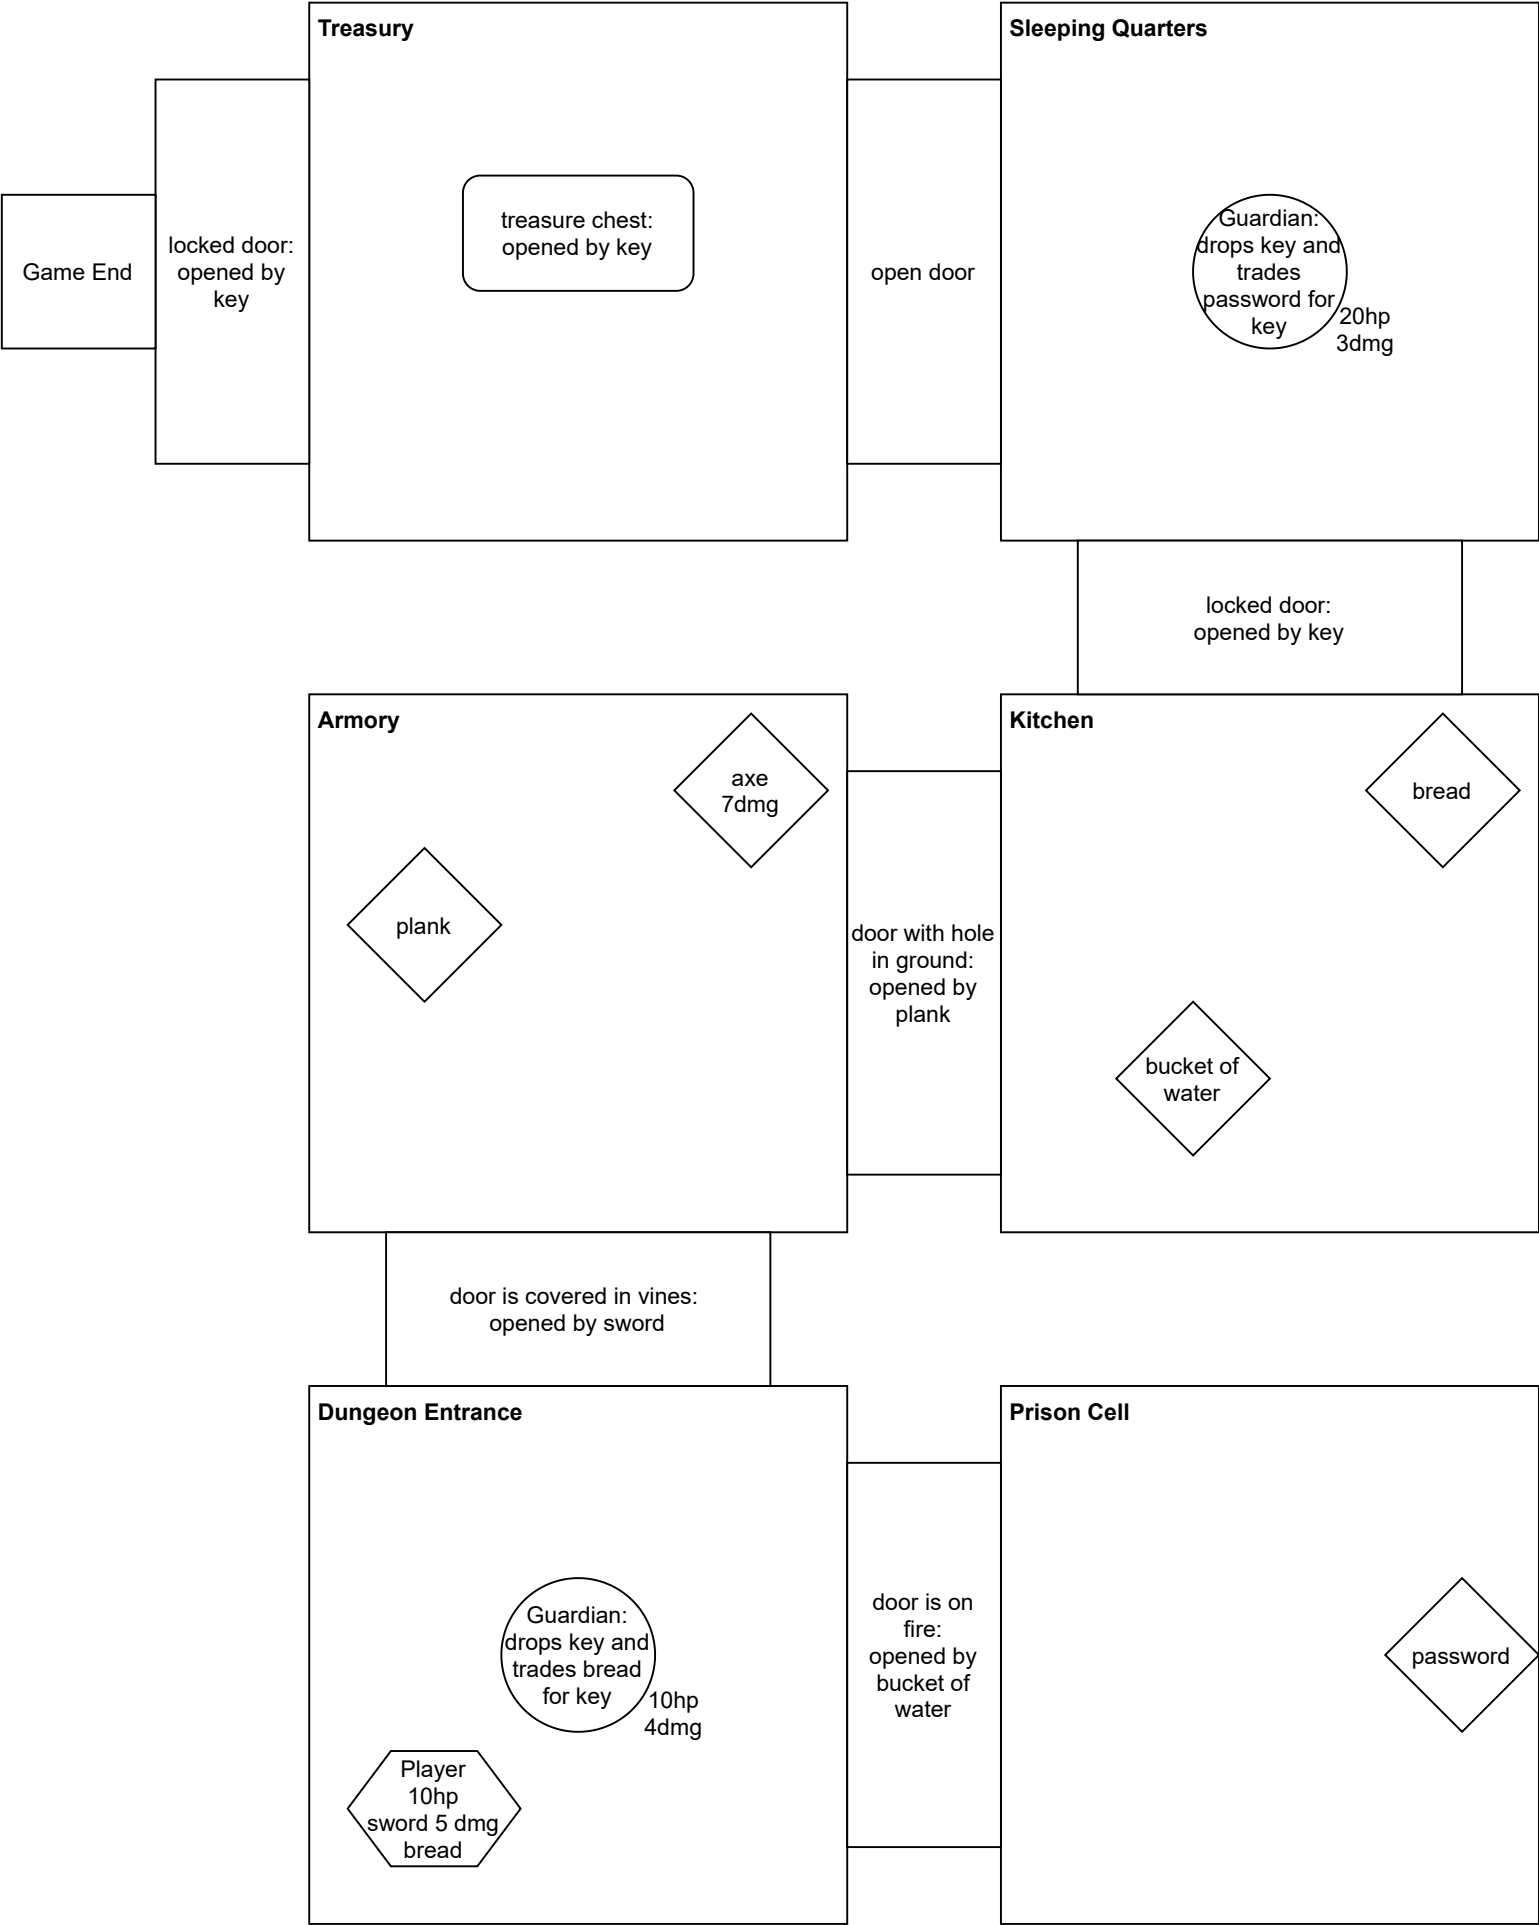 Treasury
Sleeping Quarters
Game End
locked door:
opened by
key
treasure chest:
opened by key
open door
Guardian:
drops key and
trades
password for
key
20hp
3dmg
locked door:
opened by key
Armory
axe
7dmg
plank
door with hole
in ground:
opened by
plank
Kitchen
bread
bucket of
water
door is covered in vines:
opened by sword
Dungeon Entrance
Guardian:
drops key and
trades bread
for key
10hp
4dmg
Player
10hp
sword 5 dmg
bread
door is on
fire:
opened by
bucket of
water
Prison Cell
password